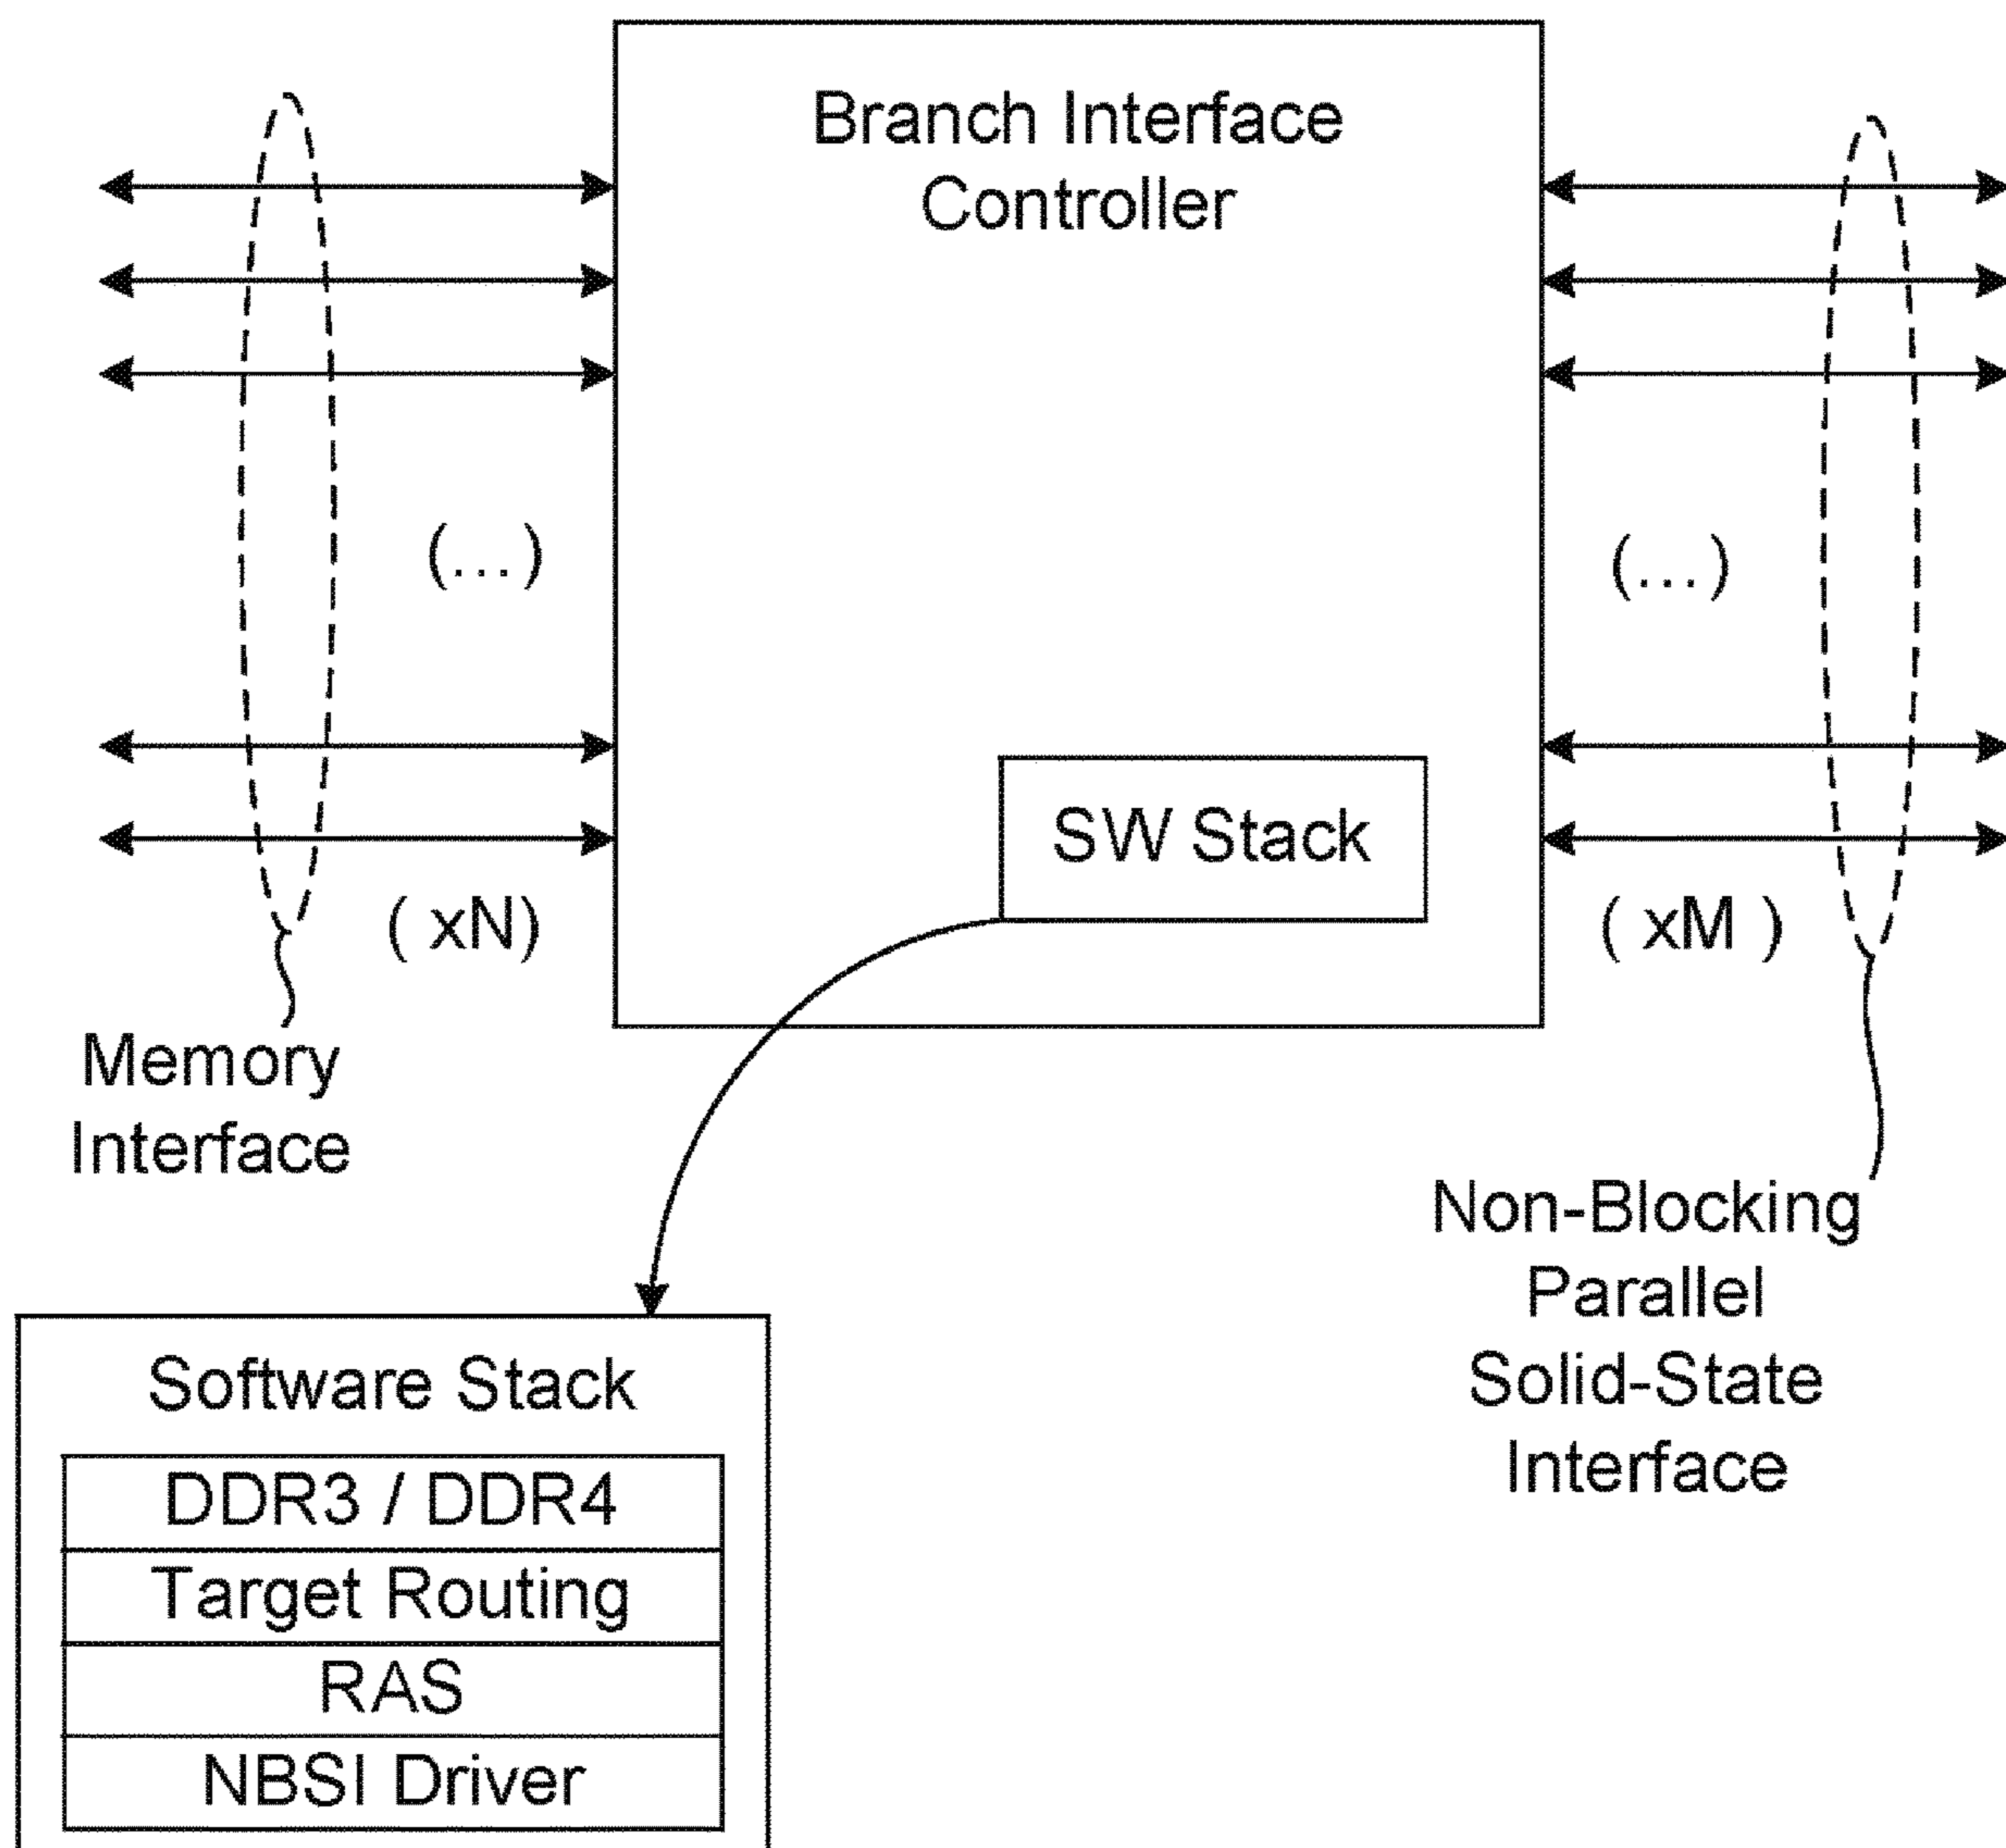 Branch Interface
Controller
(...)
(...)
SW Stack
( xN)
( xM )
Memory
Interface
Non-Blocking
Parallel
Solid-State
Interface
Software Stack
DDR3 / DDR4
Target Routing
RAS
NBSI Driver